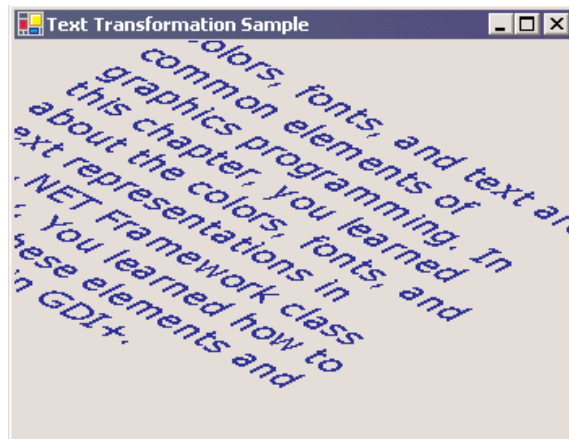 Text Transformation Sample
olors, fonts, and text are
common elements of
graphics programming. In
this chapter, you learned
about the colors, fonts, and
ext representations in
.NET Framework class
You learned how to
hese elements and
n GDI+.